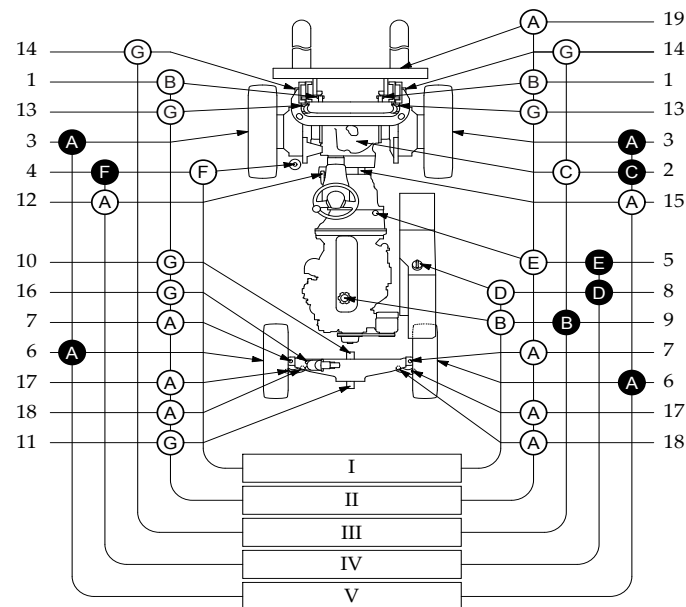 A 19
14 G G 14
1 B B 1
13 G G 13
3 A A 3
4 F F C C 2
12 A A 15
10 G E E 5
16 G D D 8
7 A B B 9
6 A A 7
17 A A 6
18 A A 17
11 G A 18
I
II
III
IV
V